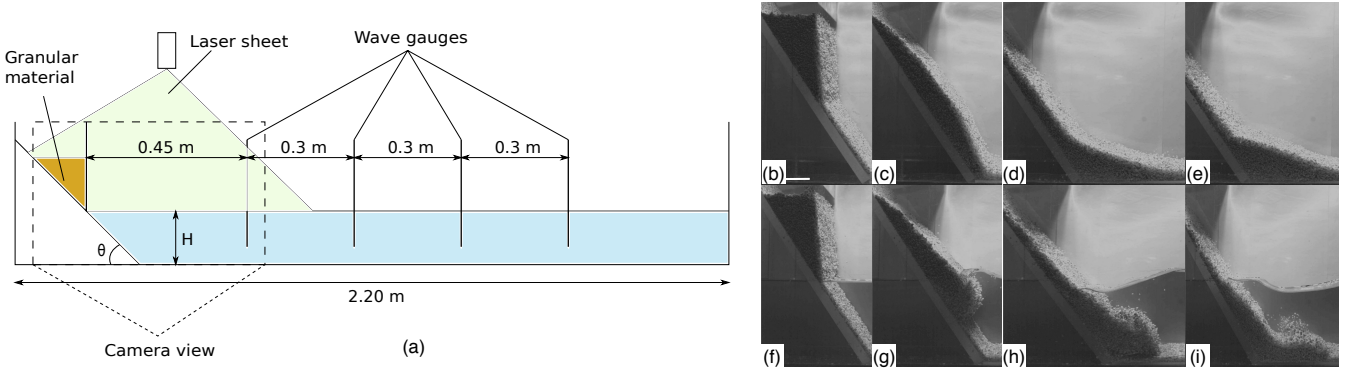 Granular
material
Laser sheet
Wave gauges
0.45 m
0.3 m
0.3 m
0.3 m
θ
H
2.20 m
Camera view
(a)
(b)
(c)
(d)
(e)
(f)
(g)
(h)
(i)